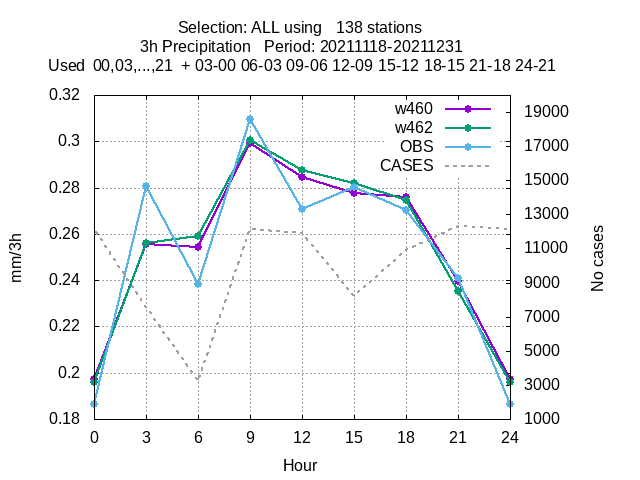 Selection: ALL using   138 stations
3h Precipitation   Period: 20211118-20211231
Used  00,03,...,21  + 03-00 06-03 09-06 12-09 15-12 18-15 21-18 24-21
w460
w462
OBS
CASES
0.32
0.3
0.28
0.26
0.24
0.22
0.2
0.18
mm/3h
19000
17000
15000
13000
11000
9000
7000
5000
3000
1000
No cases
0 3 6 9 12 15 18 21 24
Hour